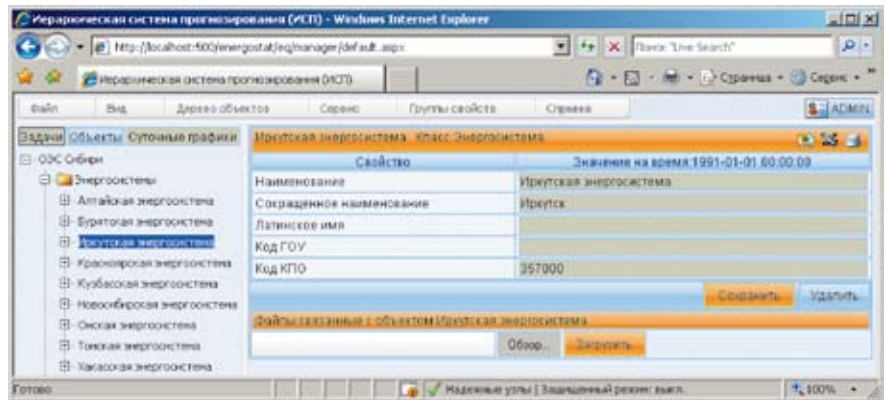 Иерархическая система прогнозирования (ИСП) - Windows Internet Explorer
http://localhost:500/energostat/eq/manager/default.aspx
Поиск "Live Search"
Иерархическая система прогнозирования (ИСП)
Страница
Сервис
Файл Вид Дерево объектов Сервис Группы свойств Справка ADMIN
Задачи Объекты Суточные графики
Иркутская энергосистема Класс: Энергосистема
Свойство Значение на время 1991-01-01 00:00:00
ОЭС Сибири
Энергосистемы
Алтайская энергосистема
Бурятская энергосистема
Иркутская энергосистема
Красноярская энергосистема
Кузбасская энергосистема
Новосибирская энергосистема
Омская энергосистема
Томская энергосистема
Хакасская энергосистема
Наименование Иркутская энергосистема
Сокращенное наименование Иркутск
Латинское имя
Код ГОУ
Код КПО 357000
Сохранить Удалить
Файлы связанные с объектом Иркутская энергосистема
Обзор... Загрузить
Готово
Надежные узлы | Защищенный режим: выкл.
100%